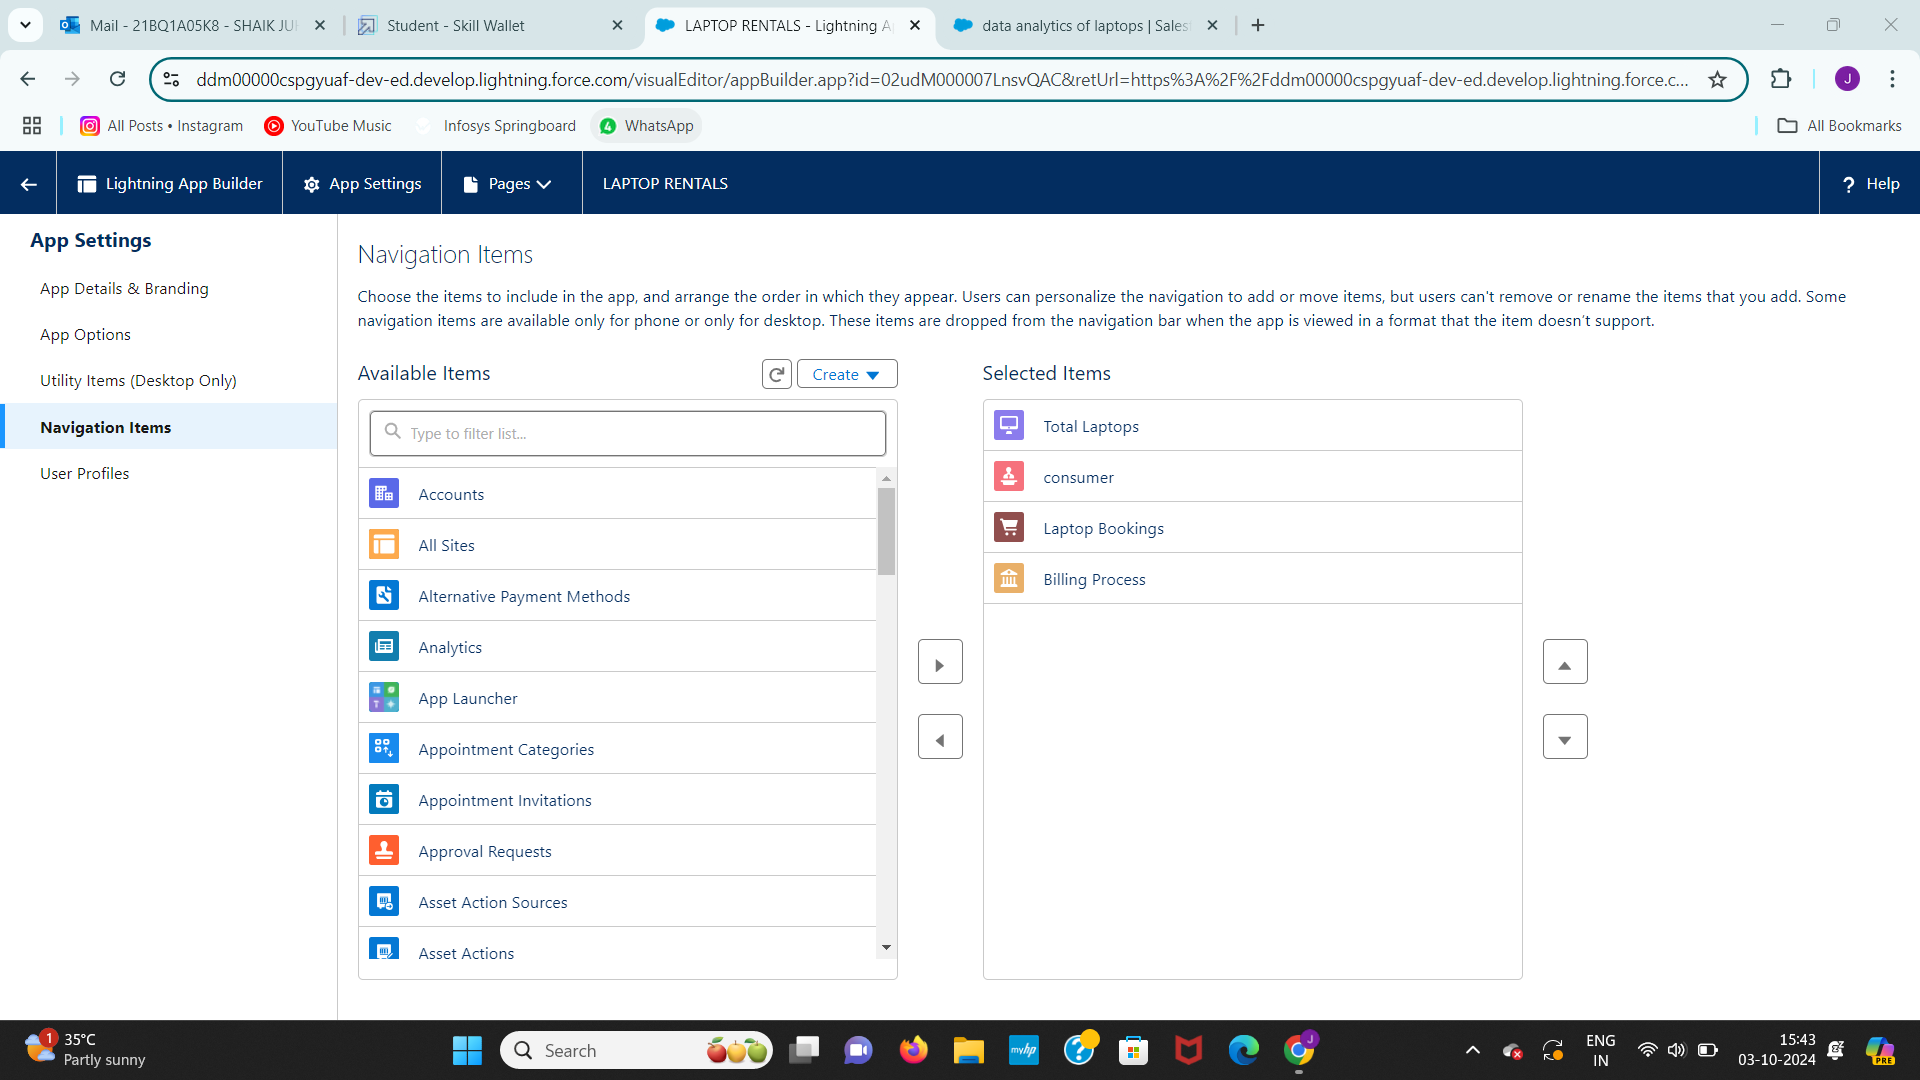 Mail - 21BQ1A05K8 - SHAIK JU
Student - Skill Wallet
LAPTOP RENTALS - Lightning A
data analytics of laptops | Sales
ddm00000cspgyuaf-dev-ed.develop.lightning.force.com/visualEditor/appBuilder.app?id=02udM000007LnsvQAC&retUrl=https%3A%2F%2Fddm00000cspgyuaf-dev-ed.develop.lightning.force.c...
J
All Posts • Instagram
YouTube Music
Infosys Springboard
4
WhatsApp
All Bookmarks
Lightning App Builder
App Settings
Pages
LAPTOP RENTALS
? Help
App Settings
App Details & Branding
App Options
Utility Items (Desktop Only)
Navigation Items
User Profiles
Navigation Items
Choose the items to include in the app, and arrange the order in which they appear. Users can personalize the navigation to add or move items, but users can't remove or rename the items that you add. Some
navigation items are available only for phone or only for desktop. These items are dropped from the navigation bar when the app is viewed in a format that the item doesn't support.
Available Items
Create
Type to filter list...
Accounts
All Sites
Alternative Payment Methods
Analytics
App Launcher
Appointment Categories
Appointment Invitations
Approval Requests
Asset Action Sources
Asset Actions
Selected Items
Total Laptops
consumer
Laptop Bookings
Billing Process
1
35°C
Partly sunny
Search
myhp
?
J
ENG
IN
15:43
03-10-2024
PRE